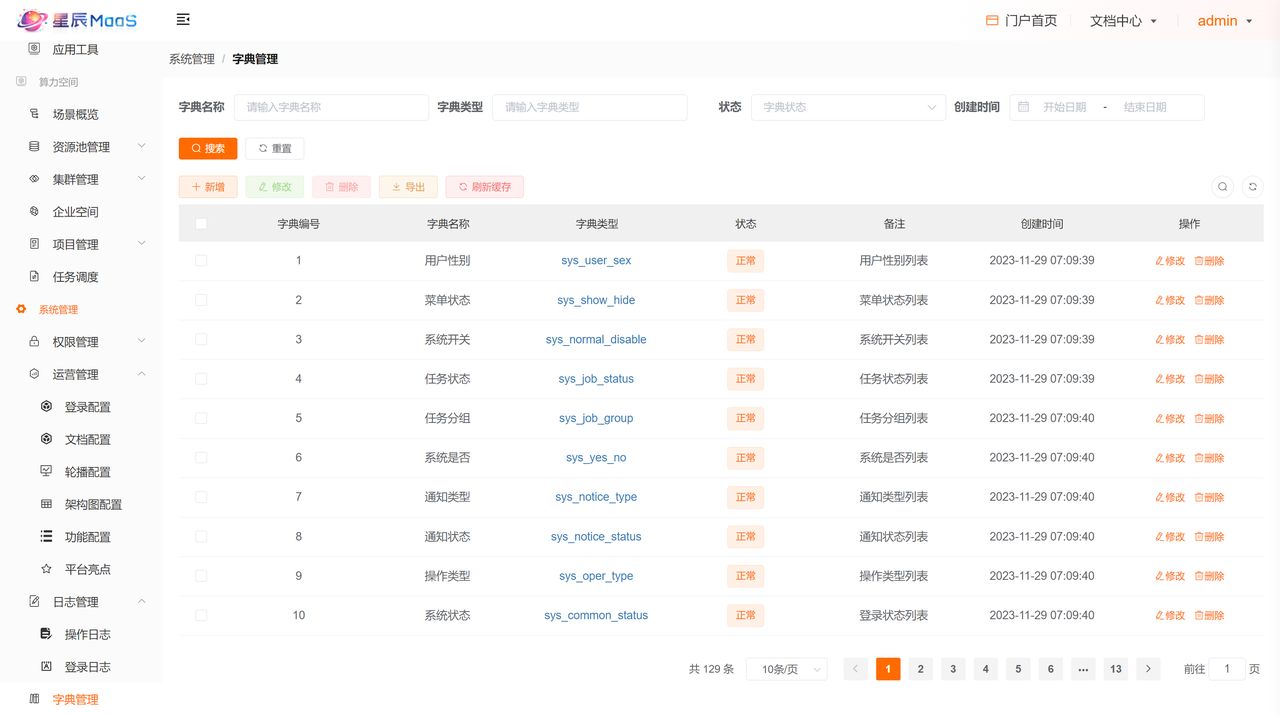 星辰MaaS
门户首页 文档中心 admin
应用工具
算力空间
场景概览
资源池管理
集群管理
企业空间
项目管理
任务调度
系统管理
权限管理
运营管理
登录配置
文档配置
轮播配置
架构图配置
功能配置
平台亮点
日志管理
操作日志
登录日志
字典管理
系统管理 / 字典管理
字典名称 请输入字典名称 字典类型 请输入字典类型 状态 字典状态 创建时间 开始日期 - 结束日期
搜索 重置
新增 修改 删除 导出 刷新缓存
字典编号 字典名称 字典类型 状态 备注 创建时间 操作
1 用户性别 sys_user_sex 正常 用户性别列表 2023-11-29 07:09:39 修改 删除
2 菜单状态 sys_show_hide 正常 菜单状态列表 2023-11-29 07:09:39 修改 删除
3 系统开关 sys_normal_disable 正常 系统开关列表 2023-11-29 07:09:39 修改 删除
4 任务状态 sys_job_status 正常 任务状态列表 2023-11-29 07:09:39 修改 删除
5 任务分组 sys_job_group 正常 任务分组列表 2023-11-29 07:09:40 修改 删除
6 系统是否 sys_yes_no 正常 系统是否列表 2023-11-29 07:09:40 修改 删除
7 通知类型 sys_notice_type 正常 通知类型列表 2023-11-29 07:09:40 修改 删除
8 通知状态 sys_notice_status 正常 通知状态列表 2023-11-29 07:09:40 修改 删除
9 操作类型 sys_oper_type 正常 操作类型列表 2023-11-29 07:09:40 修改 删除
10 系统状态 sys_common_status 正常 登录状态列表 2023-11-29 07:09:40 修改 删除
共 129 条 10条/页 1 2 3 4 5 6 ••• 13 前往 1 页